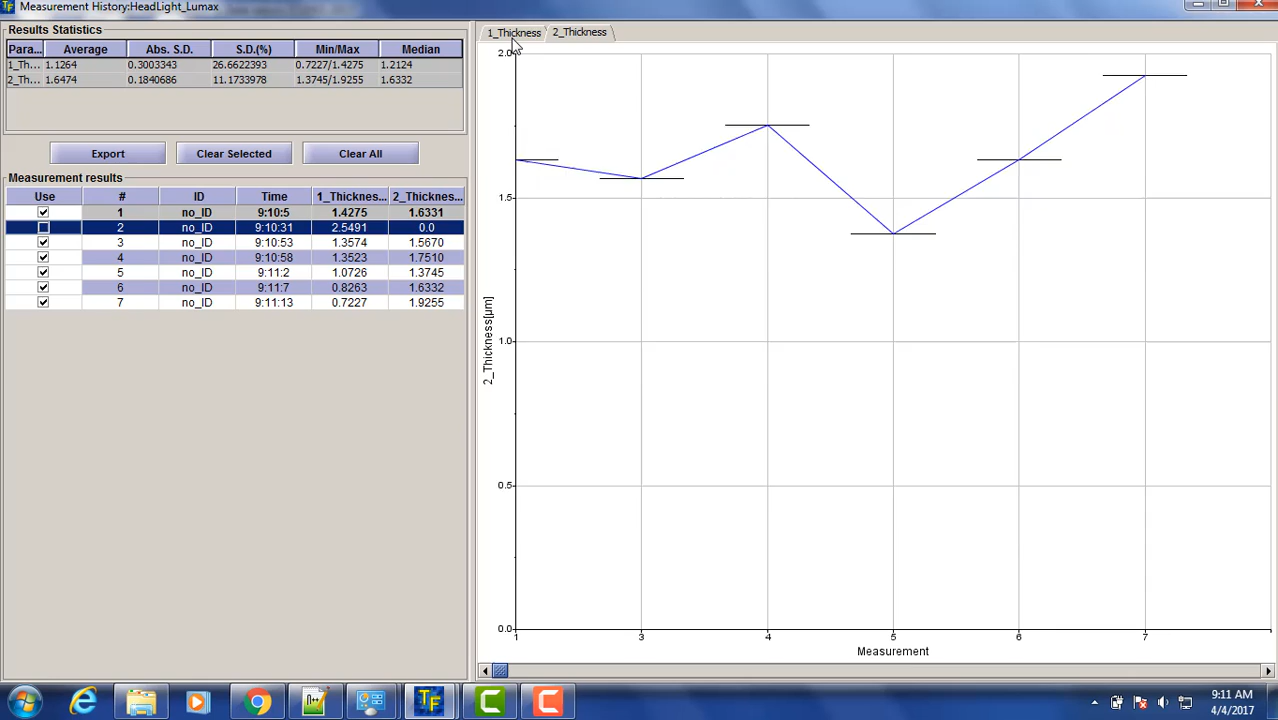 Measurement History:HeadLight_Lumax
Results Statistics
Para... Average Abs. S.D. S.D.(%) Min/Max Median
1_Th... 1.1264 0.3003343 26.6622393 0.7227/1.4275 1.2124
2_Th... 1.6474 0.1840686 11.1733978 1.3745/1.9255 1.6332
Export Clear Selected Clear All
Measurement results
Use # ID Time 1_Thicknes... 2_Thickness...
1 no_ID 9:10:5 1.4275 1.6331
2 no_ID 9:10:31 2.5491 0.0
3 no_ID 9:10:53 1.3574 1.5670
4 no_ID 9:10:58 1.3523 1.7510
5 no_ID 9:11:2 1.0726 1.3745
6 no_ID 9:11:7 0.8263 1.6332
7 no_ID 9:11:13 0.7227 1.9255
1_Thickness 2_Thickness
2.0
1.5
1.0
0.5
0.0
2_Thickness[µm]
1 3 4 5 6 7
Measurement
9:11 AM
4/4/2017